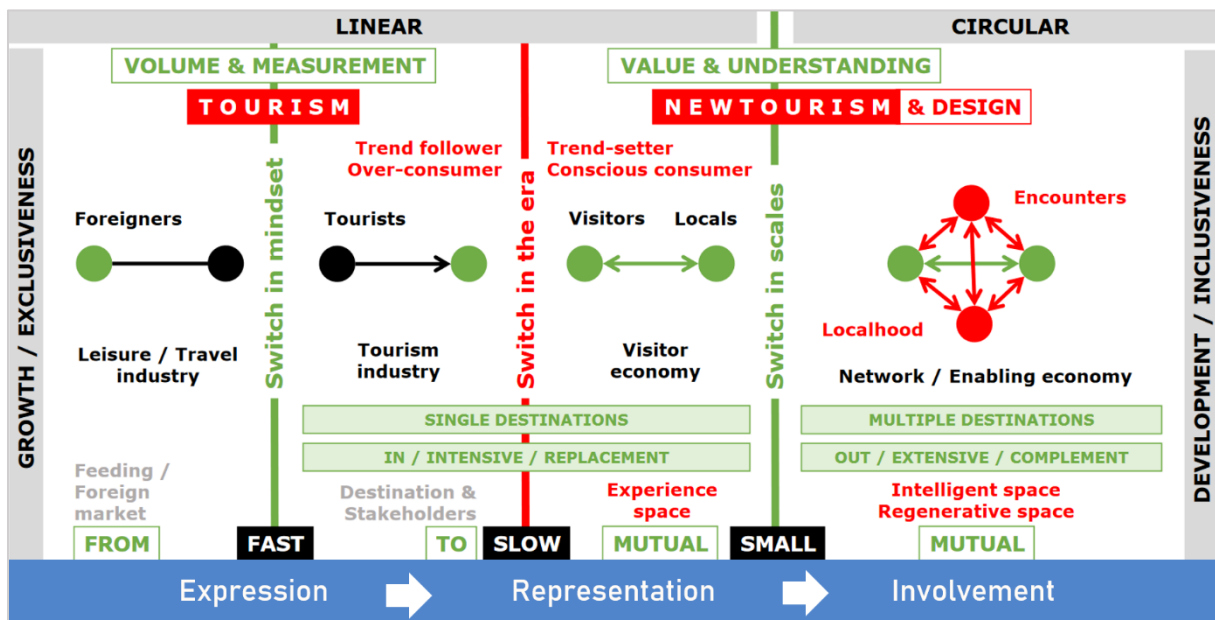 LINEAR
CIRCULAR
VOLUME & MEASUREMENT
VALUE & UNDERSTANDING
TOURISM
NEWTOURISM & DESIGN
GROWTH / EXCLUSIVENESS
DEVELOPMENT / INCLUSIVENESS
Trend follower
Over-consumer
Trend-setter
Conscious consumer
Switch in mindset
Switch in the era
Switch in scales
Foreigners
Tourists
Visitors
Locals
Encounters
Localhood
Leisure / Travel
industry
Tourism
industry
Visitor
economy
Network / Enabling economy
SINGLE DESTINATIONS
MULTIPLE DESTINATIONS
IN / INTENSIVE / REPLACEMENT
OUT / EXTENSIVE / COMPLEMENT
Feeding /
Foreign
market
Destination &
Stakeholders
Experience
space
Intelligent space
Regenerative space
FROM
FAST
TO
SLOW
MUTUAL
SMALL
MUTUAL
Expression
Representation
Involvement